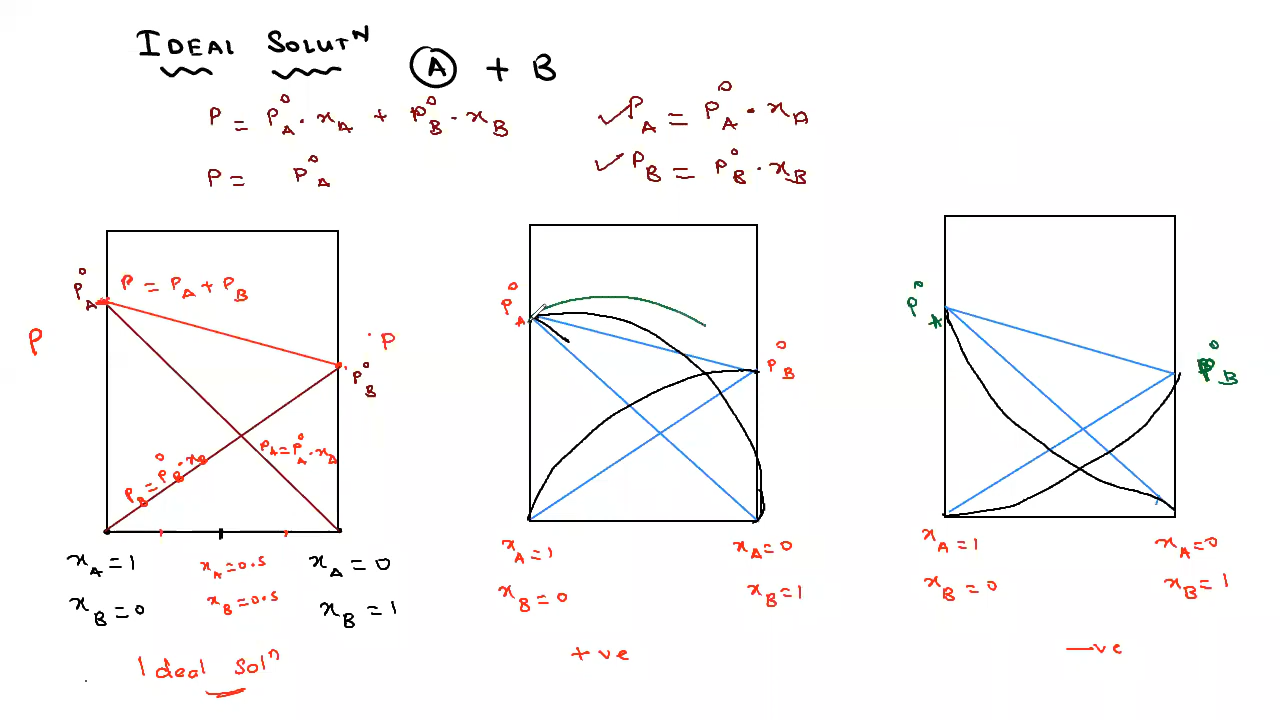 IDEAL SOLUTᴺ
A + B
P = P°A · xA + P°B · xB
P = P°A
✓ PA = P°A · xA
✓ PB = P°B · xB
P°A
P = PA + PB
P
P
P°B
PA = P°A · xA
PB = P°B · xB
xA = 1
xA = 0.5
xA = 0
xB = 0
xB = 0.5
xB = 1
Ideal Solⁿ
P°A
P°B
xA = 1
xA = 0
xB = 0
xB = 1
+ve
P°A
P°B
xA = 1
xA = 0
xB = 0
xB = 1
—ve